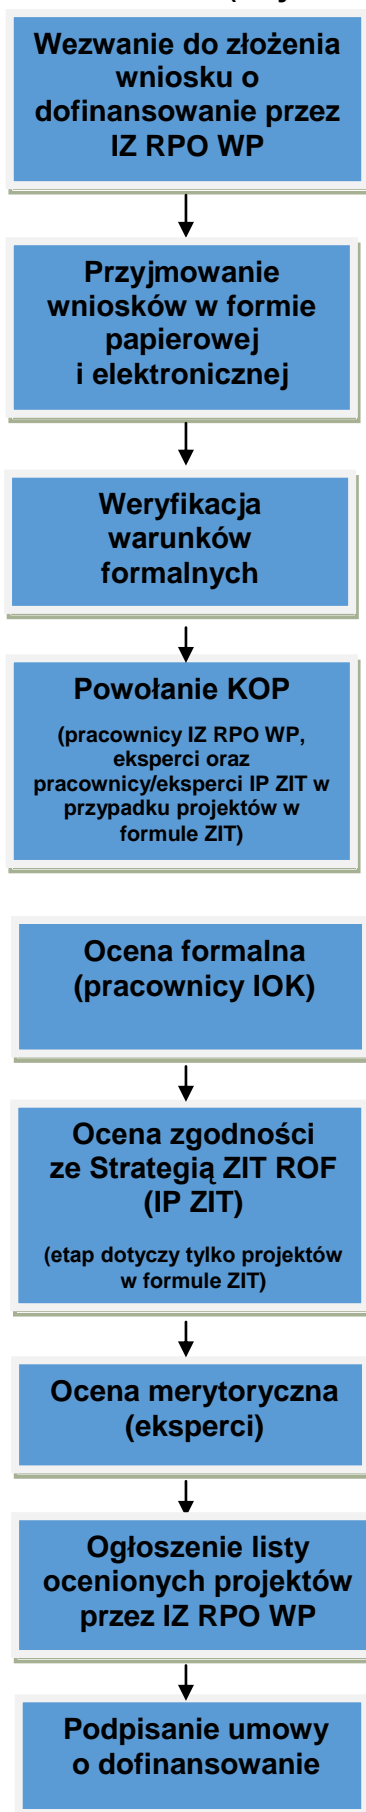 Wezwanie do złożenia
wniosku o
dofinansowanie przez
IZ RPO WP
Przyjmowanie
wniosków w formie
papierowej
i elektronicznej
Weryfikacja
warunków
formalnych
Powołanie KOP
(pracownicy IZ RPO WP,
eksperci oraz
pracownicy/eksperci IP ZIT w
przypadku projektów w
formule ZIT)
Ocena formalna
(pracownicy IOK)
Ocena zgodności
ze Strategią ZIT ROF
(IP ZIT)
(etap dotyczy tylko projektów
w formule ZIT)
Ocena merytoryczna
(eksperci)
Ogłoszenie listy
ocenionych projektów
przez IZ RPO WP
Podpisanie umowy
o dofinansowanie